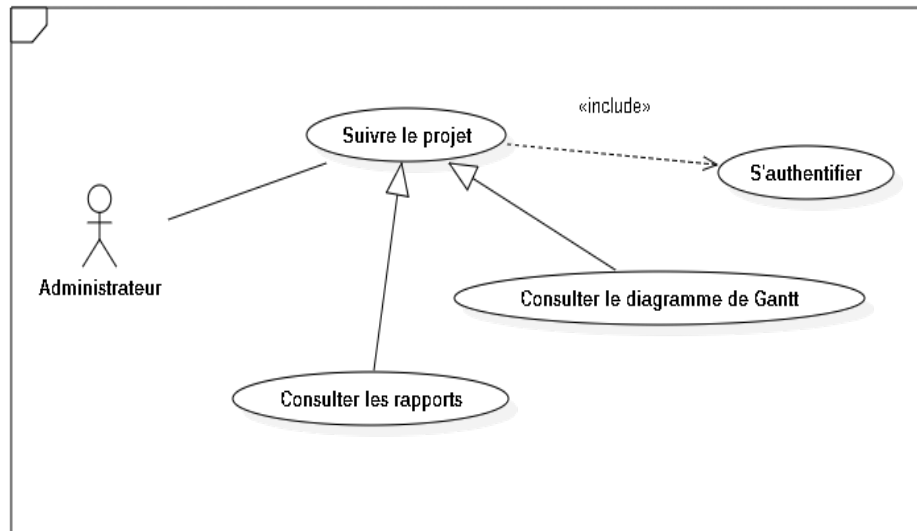 «include»
Suivre le projet
S'authentifier
Administrateur
Consulter le diagramme de Gantt
Consulter les rapports